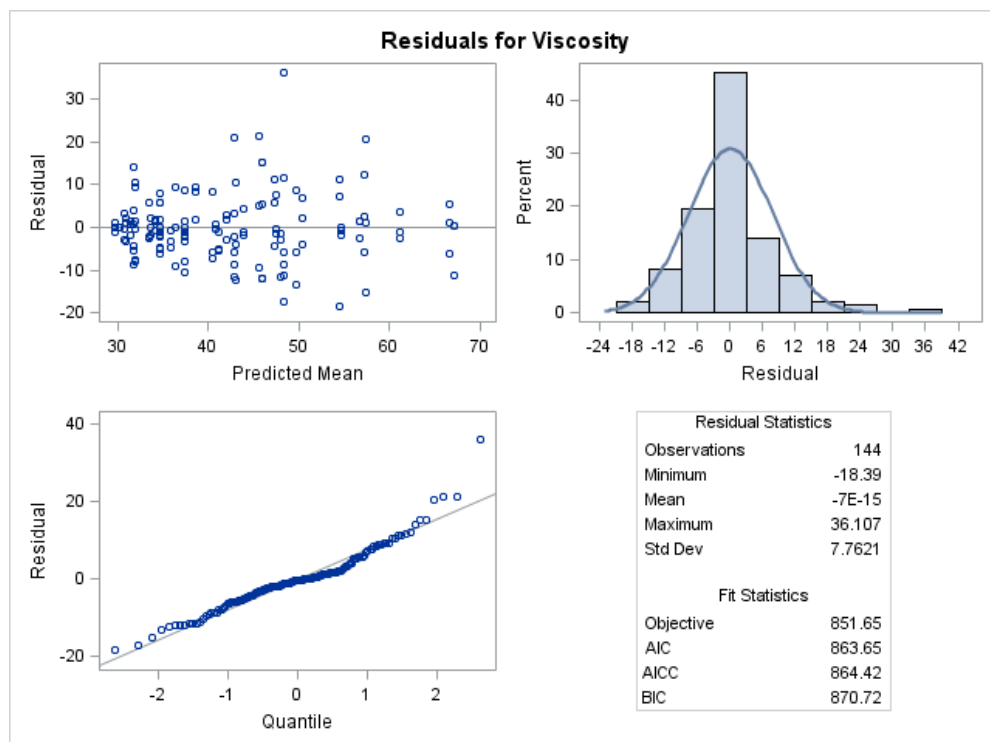 Residuals for Viscosity
Residual
30
20
10
0
-10
-20
30 40 50 60 70
Predicted Mean
Percent
40
30
20
10
0
-24 -18 -12 -6 0 6 12 18 24 30 36 42
Residual
Residual
40
20
0
-20
-2 -1 0 1 2
Quantile
Residual Statistics
Observations 144
Minimum -18.39
Mean -7E-15
Maximum 36.107
Std Dev 7.7621
Fit Statistics
Objective 851.65
AIC 863.65
AICC 864.42
BIC 870.72